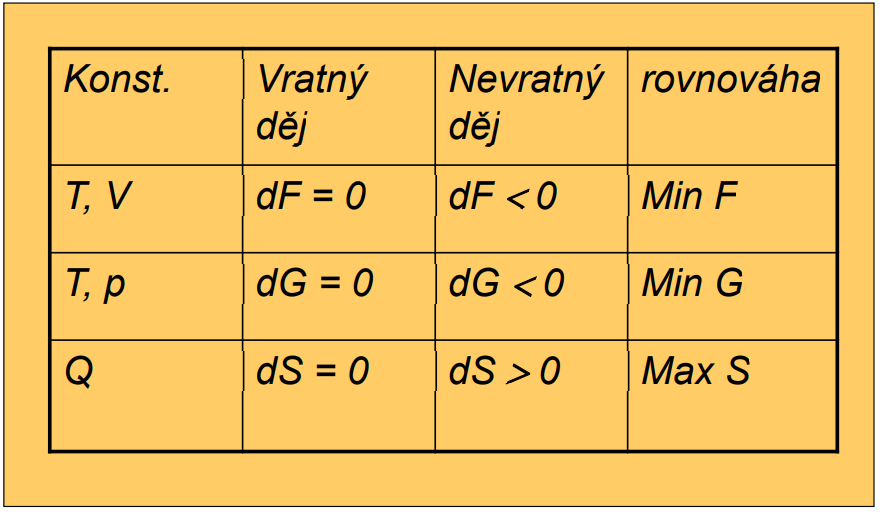 Konst. Vratný děj Nevratný děj rovnováha
T, V dF = 0 dF < 0 Min F
T, p dG = 0 dG < 0 Min G
Q dS = 0 dS > 0 Max S